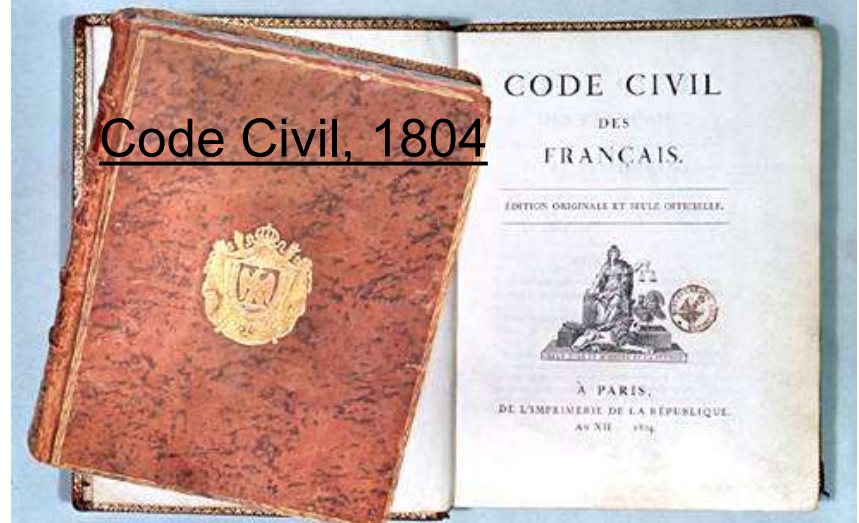 Code Civil, 1804
CODE CIVIL
DES
FRANÇAIS.
ÉDITION ORIGINALE ET SEULE OFFICIELLE.
À PARIS,
DE L'IMPRIMERIE DE LA RÉPUBLIQUE.
AN XII 1804.